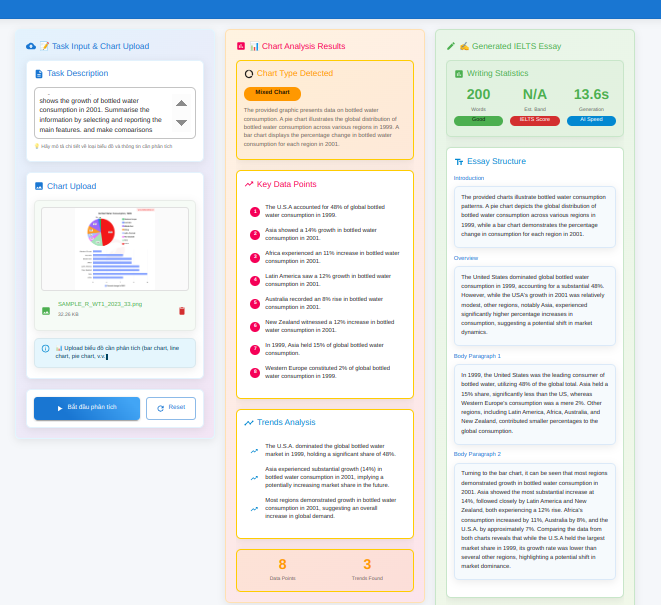 📝 Task Input & Chart Upload
Task Description
shows the growth of bottled water
consumption in 2001. Summarise the
information by selecting and reporting the
main features. and make comparisons
Hãy mô tả chi tiết về loại biểu đồ và thông tin cần phân tích
Chart Upload
SAMPLE_R_WT1_2023_33.png
32.26 KB
📊 Upload biểu đồ cần phân tích (bar chart, line
chart, pie chart, v.v.)
Bắt đầu phân tích
Reset
📊 Chart Analysis Results
Chart Type Detected
Mixed Chart
The provided graphic presents data on bottled water
consumption. A pie chart illustrates the global distribution of
bottled water consumption across various regions in 1999. A
bar chart displays the percentage change in consumption
for each region in 2001.
Key Data Points
1 The U.S.A accounted for 48% of global bottled
water consumption in 1999.
2 Asia showed a 14% growth in bottled water
consumption in 2001.
3 Africa experienced an 11% increase in bottled water
consumption in 2001.
4 Latin America saw a 12% growth in bottled water
consumption in 2001.
5 Australia recorded an 8% rise in bottled water
consumption in 2001.
6 New Zealand witnessed a 12% increase in bottled
water consumption in 2001.
7 In 1999, Asia held 15% of global bottled water
consumption.
8 Western Europe constituted 2% of global bottled
water consumption in 1999.
Trends Analysis
The U.S.A. dominated the global bottled water
market in 1999, holding a significant share of 48%.
Asia experienced substantial growth (14%) in
bottled water consumption in 2001, implying a
potentially increasing market share in the future.
Most regions demonstrated growth in bottled water
consumption in 2001, suggesting an overall
increase in global demand.
8
Data Points
3
Trends Found
✍️ Generated IELTS Essay
Writing Statistics
200
Words
Good
N/A
Est. Band
IELTS Score
13.6s
Generation
AI Speed
Essay Structure
Introduction
The provided charts illustrate bottled water consumption
patterns. A pie chart depicts the global distribution of
bottled water consumption across various regions in
1999, while a bar chart demonstrates the percentage
change in consumption for each region in 2001.
Overview
The United States dominated global bottled water
consumption in 1999, accounting for a substantial 48%.
However, while the USA's growth in 2001 was relatively
modest, other regions, notably Asia, experienced
significantly higher percentage increases in
consumption, suggesting a potential shift in market
dynamics.
Body Paragraph 1
In 1999, the United States was the leading consumer of
bottled water, utilizing 48% of the global total. Asia held a
15% share, significantly less than the US, whereas
Western Europe's consumption was a mere 2%. Other
regions, including Latin America, Africa, Australia, and
New Zealand, contributed smaller percentages to the
global consumption.
Body Paragraph 2
Turning to the bar chart, it can be seen that most regions
demonstrated growth in bottled water consumption in
2001. Asia showed the most substantial increase at
14%, followed closely by Latin America and New
Zealand, both experiencing a 12% rise. Africa's
consumption increased by 11%, Australia by 8%, and the
U.S. by approximately 7%. Comparing the data from
both charts reveals that while the U.S.A held the largest
market share in 1999, its growth rate was lower than
several other regions, highlighting a potential shift in
market dominance.